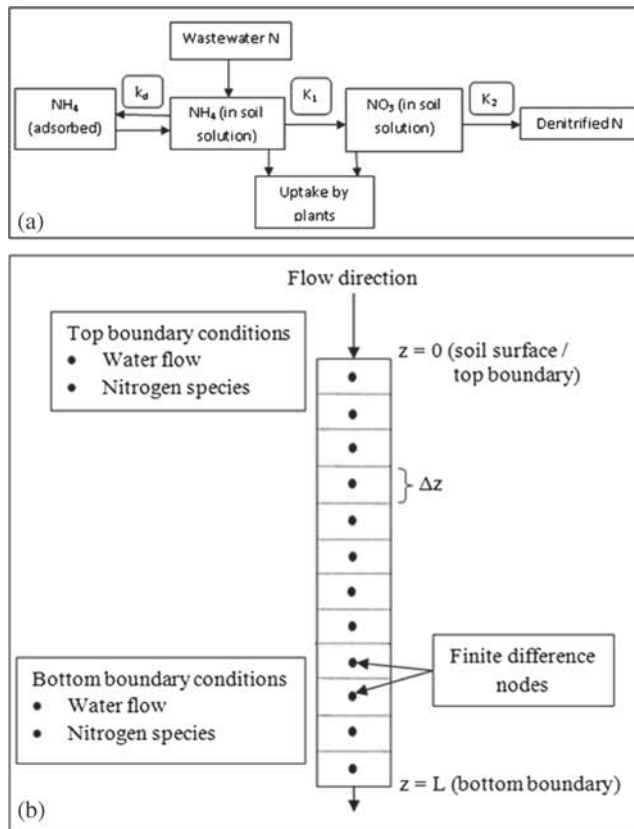 Wastewater N
NH₄
(adsorbed)
kd
NH₄ (in soil
solution)
K₁
NO₃ (in soil
solution)
K₂
Denitrified N
Uptake by
plants
(a)
Flow direction
Top boundary conditions
● Water flow
● Nitrogen species
z = 0 (soil surface /
top boundary)
Δz
Finite difference
nodes
Bottom boundary conditions
● Water flow
● Nitrogen species
z = L (bottom boundary)
(b)